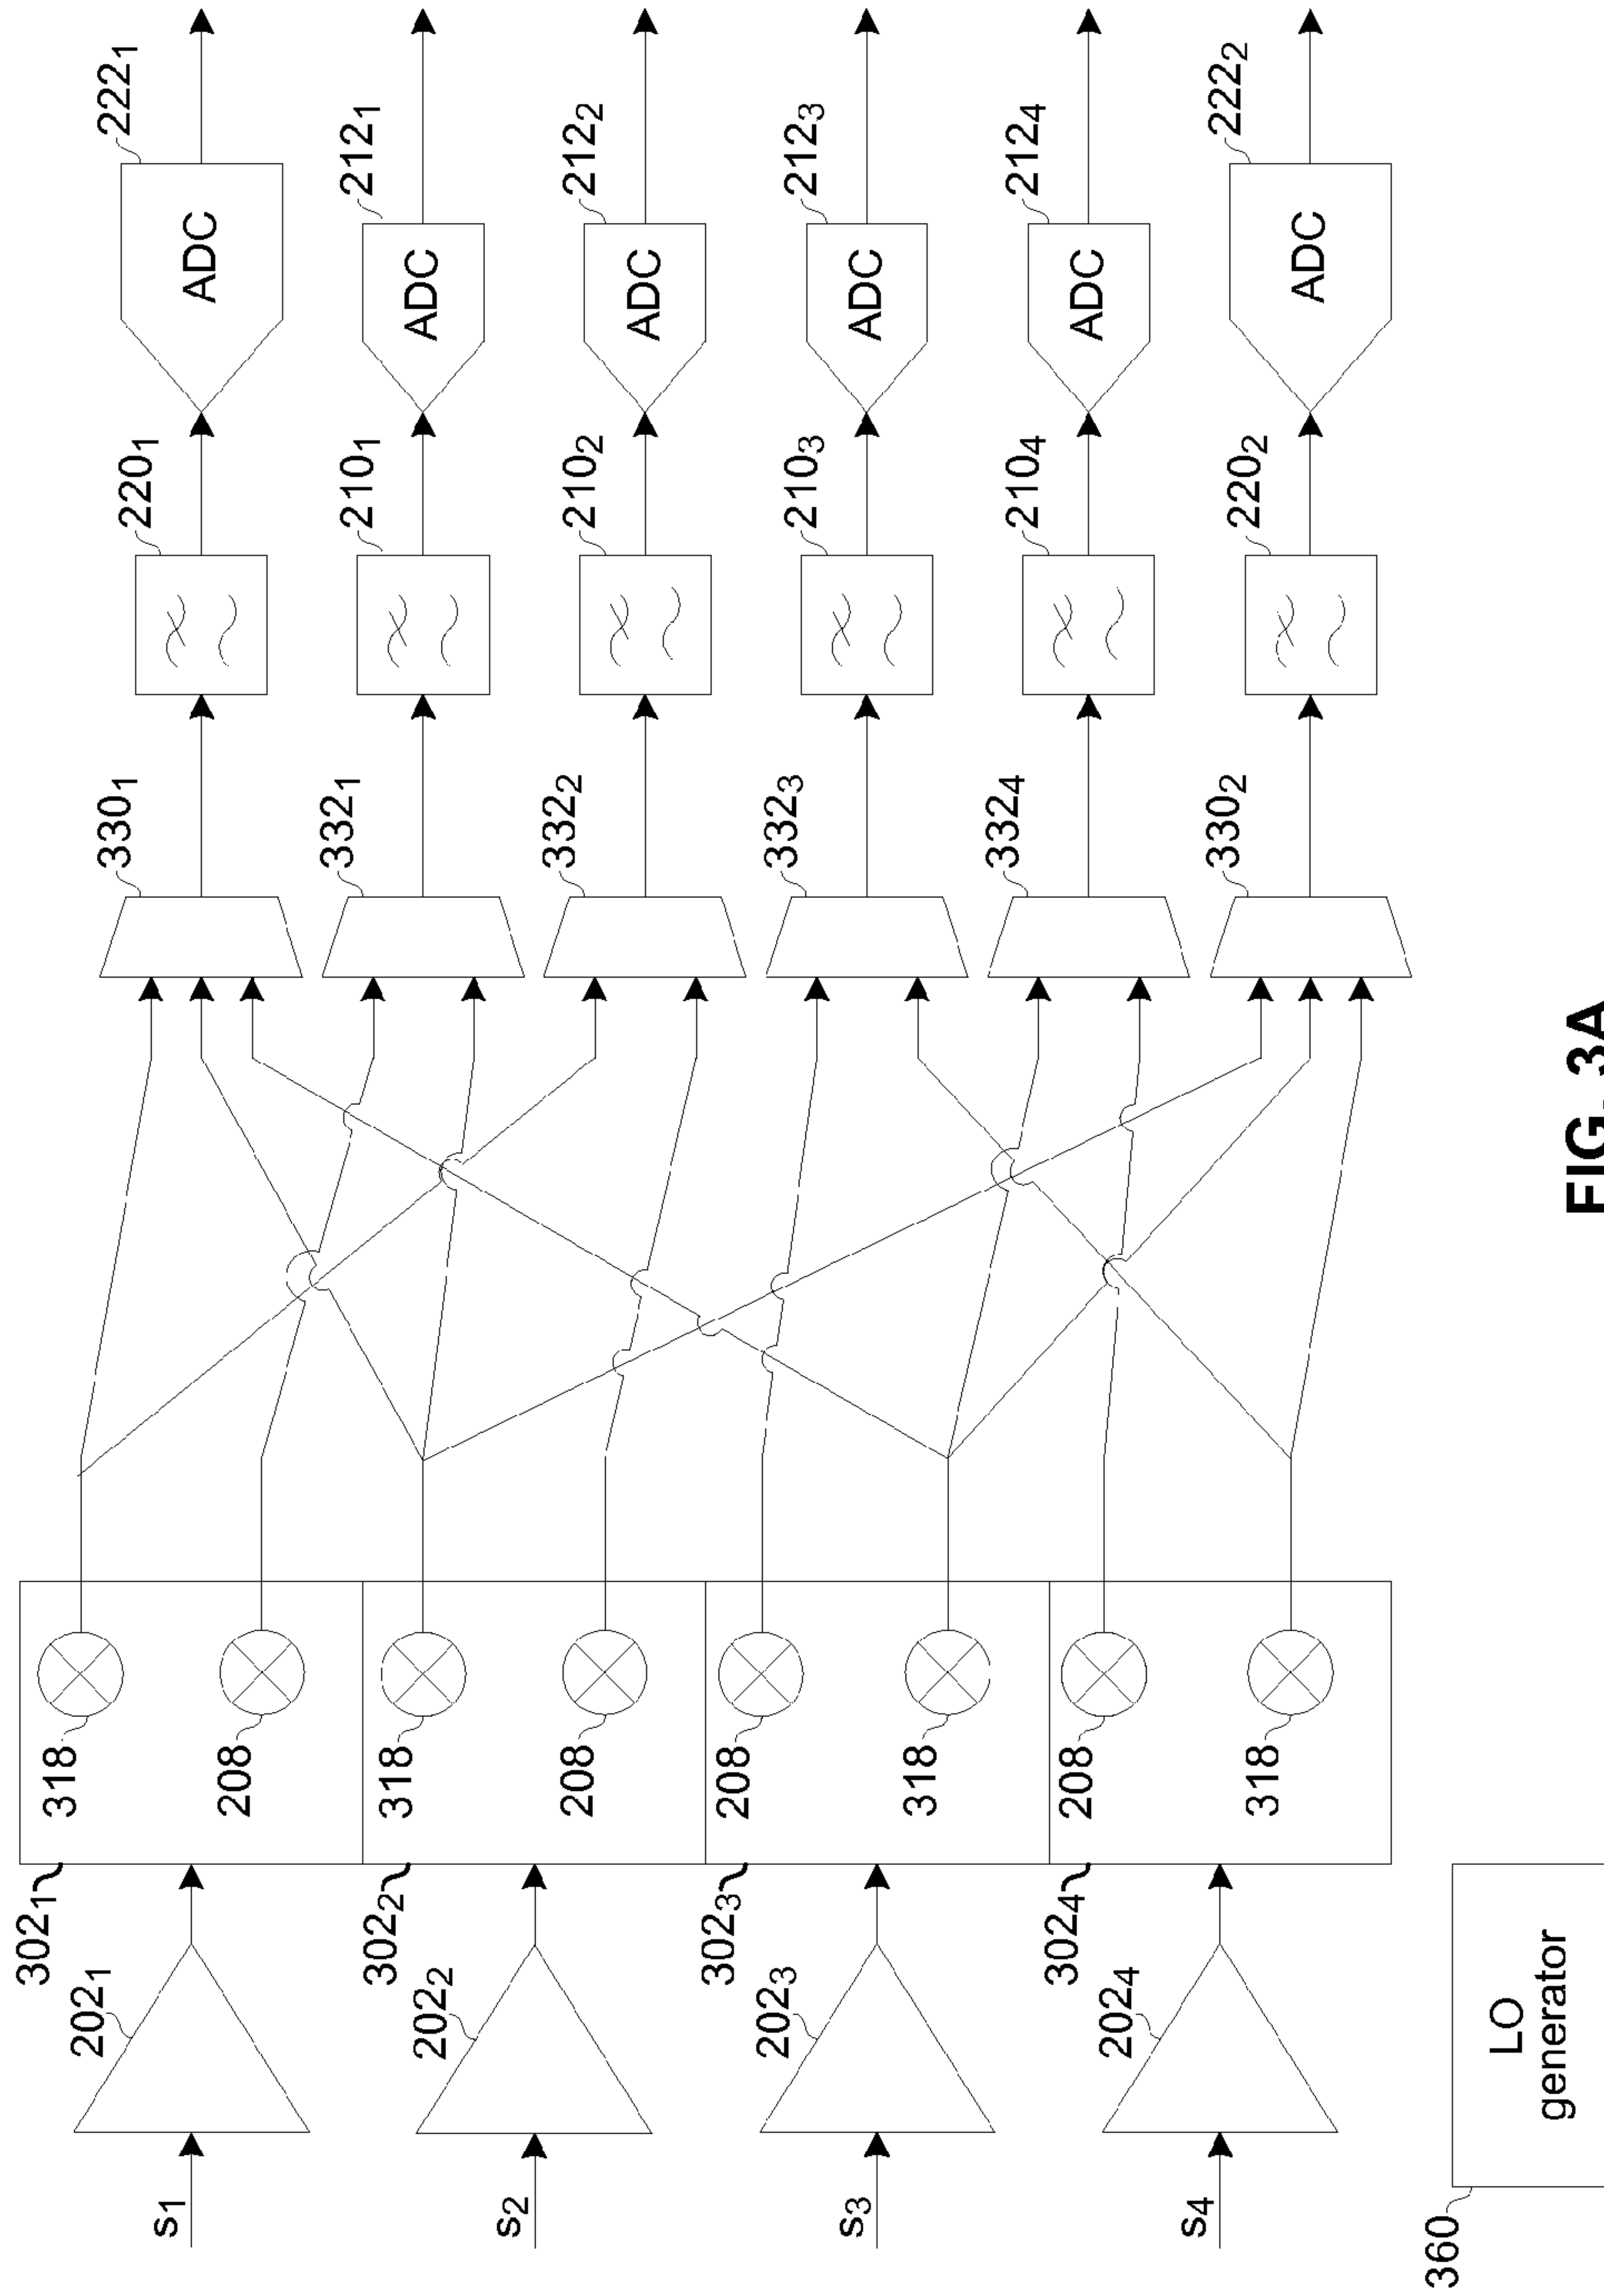 222₁
212₁
212₂
212₃
212₄
222₂
ADC
ADC
ADC
ADC
ADC
ADC
220₁
210₁
210₂
210₃
210₄
220₂
330₁
332₁
332₂
332₃
332₄
330₂
318
208
318
208
208
318
208
318
302₁
302₂
302₃
302₄
202₁
202₂
202₃
202₄
s₁
s₂
s₃
s₄
LO
generator
360
FIG. 3A